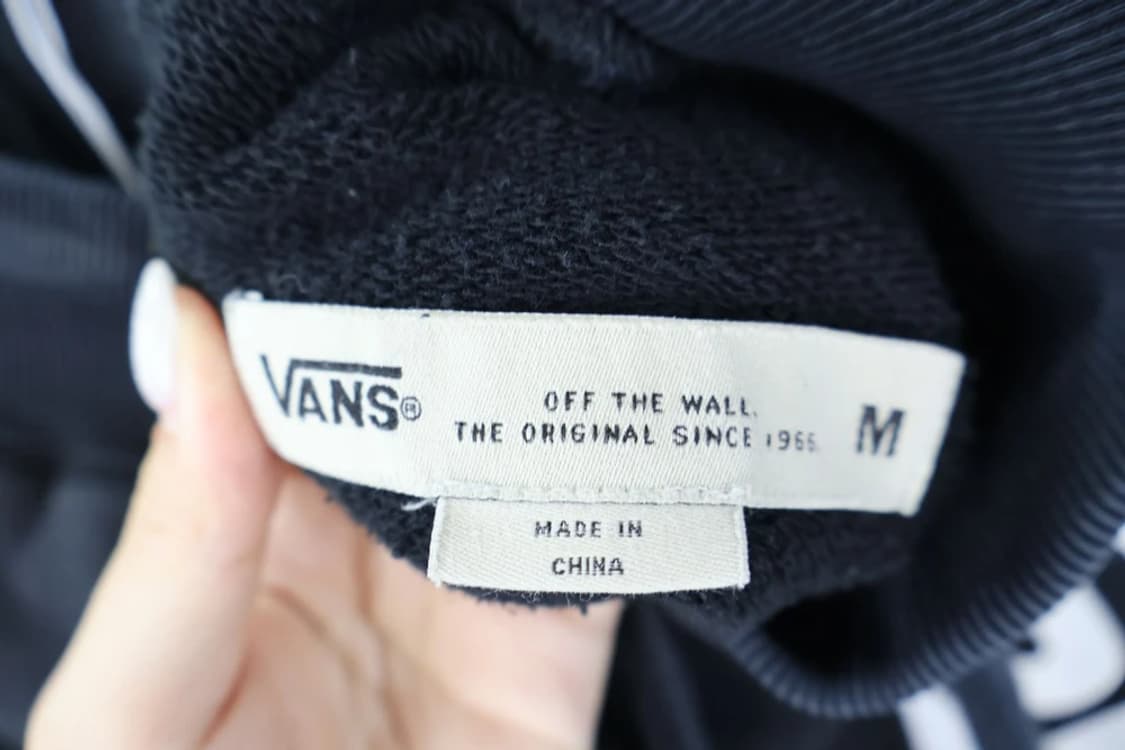 VANS®
OFF THE WALL.
THE ORIGINAL SINCE 1966.
M
MADE IN
CHINA